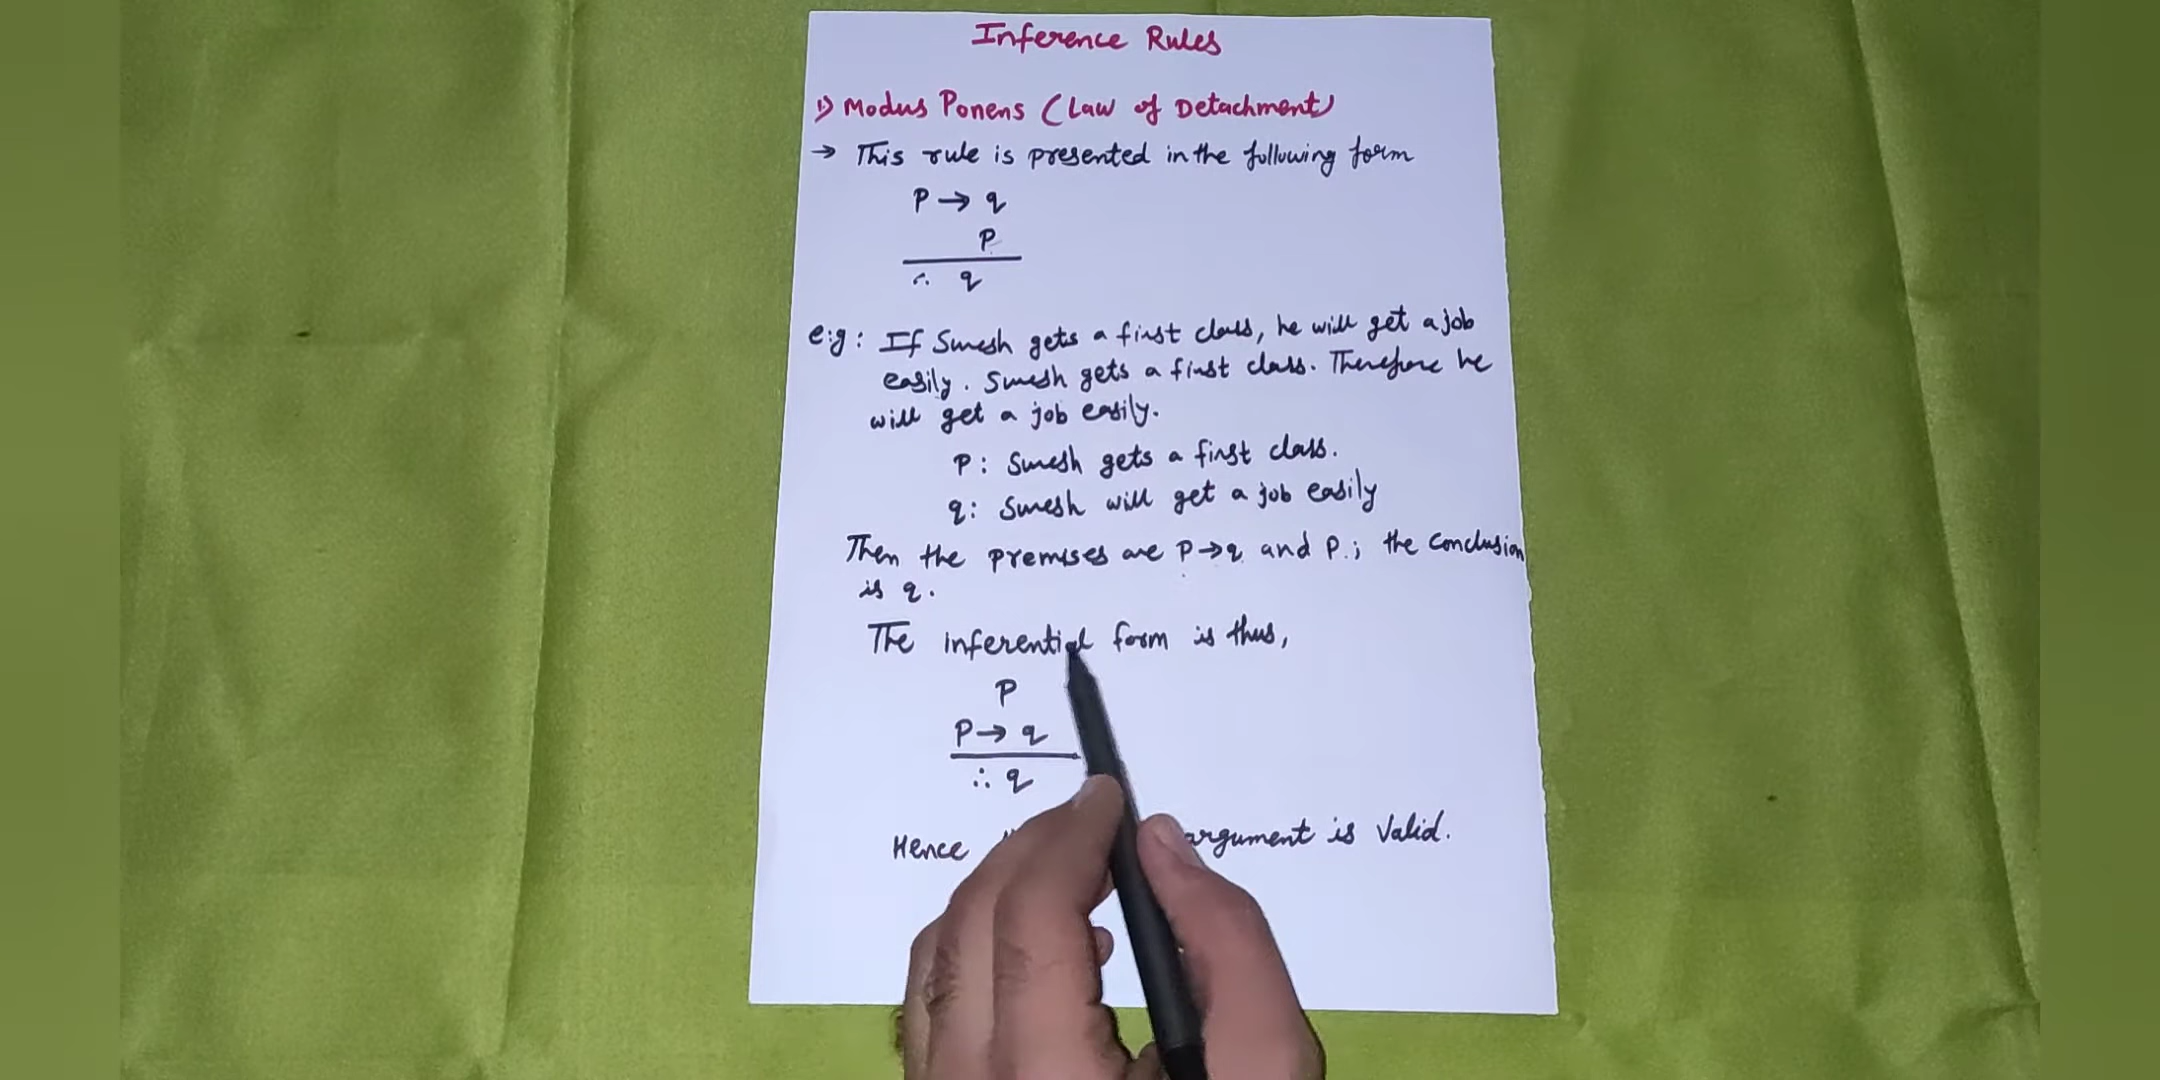 Inference Rules
1) Modus Ponens (Law of Detachment)
→ This rule is presented in the following form
P → q
P
∴ q
e.g: If Suresh gets a first class, he will get a job
easily. Suresh gets a first class. Therefore he
will get a job easily.
P: Suresh gets a first class.
q: Suresh will get a job easily
Then the premises are P→q and P.; the conclusion
is q.
The inferential form is thus,
P
P → q
∴ q
Hence argument is Valid.